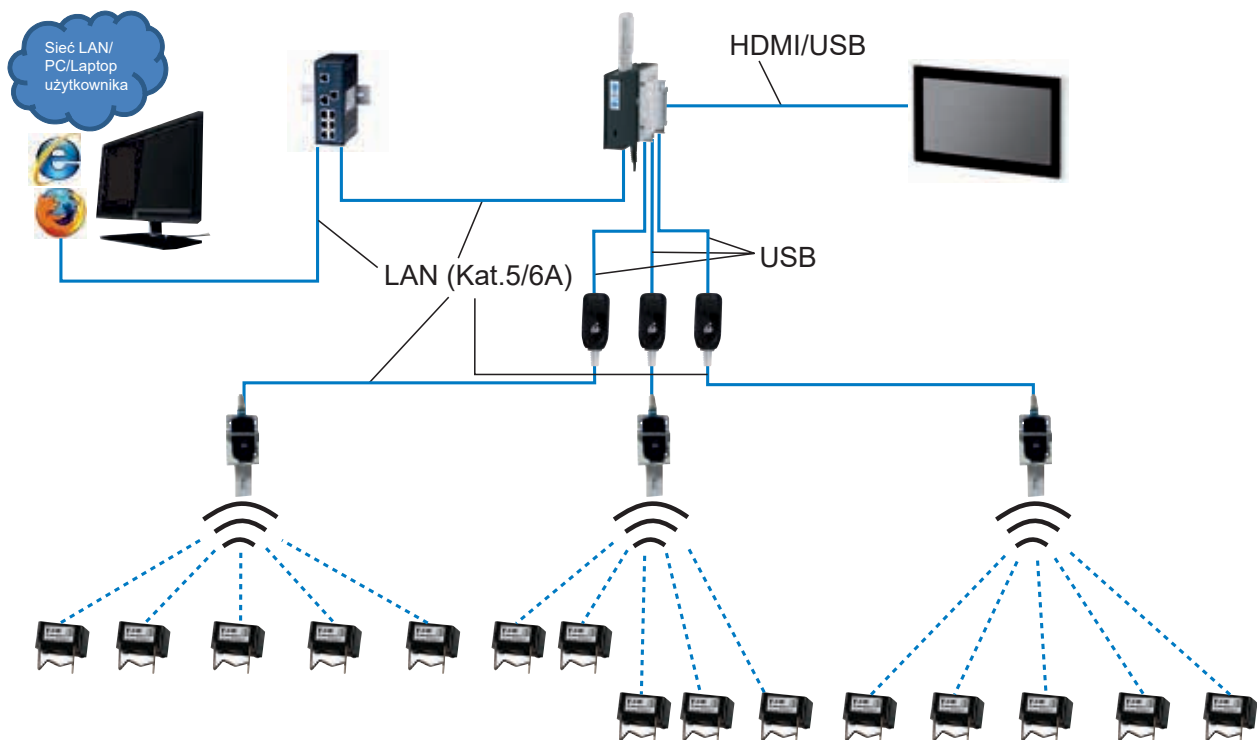 Sieć LAN/
PC/Laptop
użytkownika
HDMI/USB
LAN (Kat.5/6A)
USB